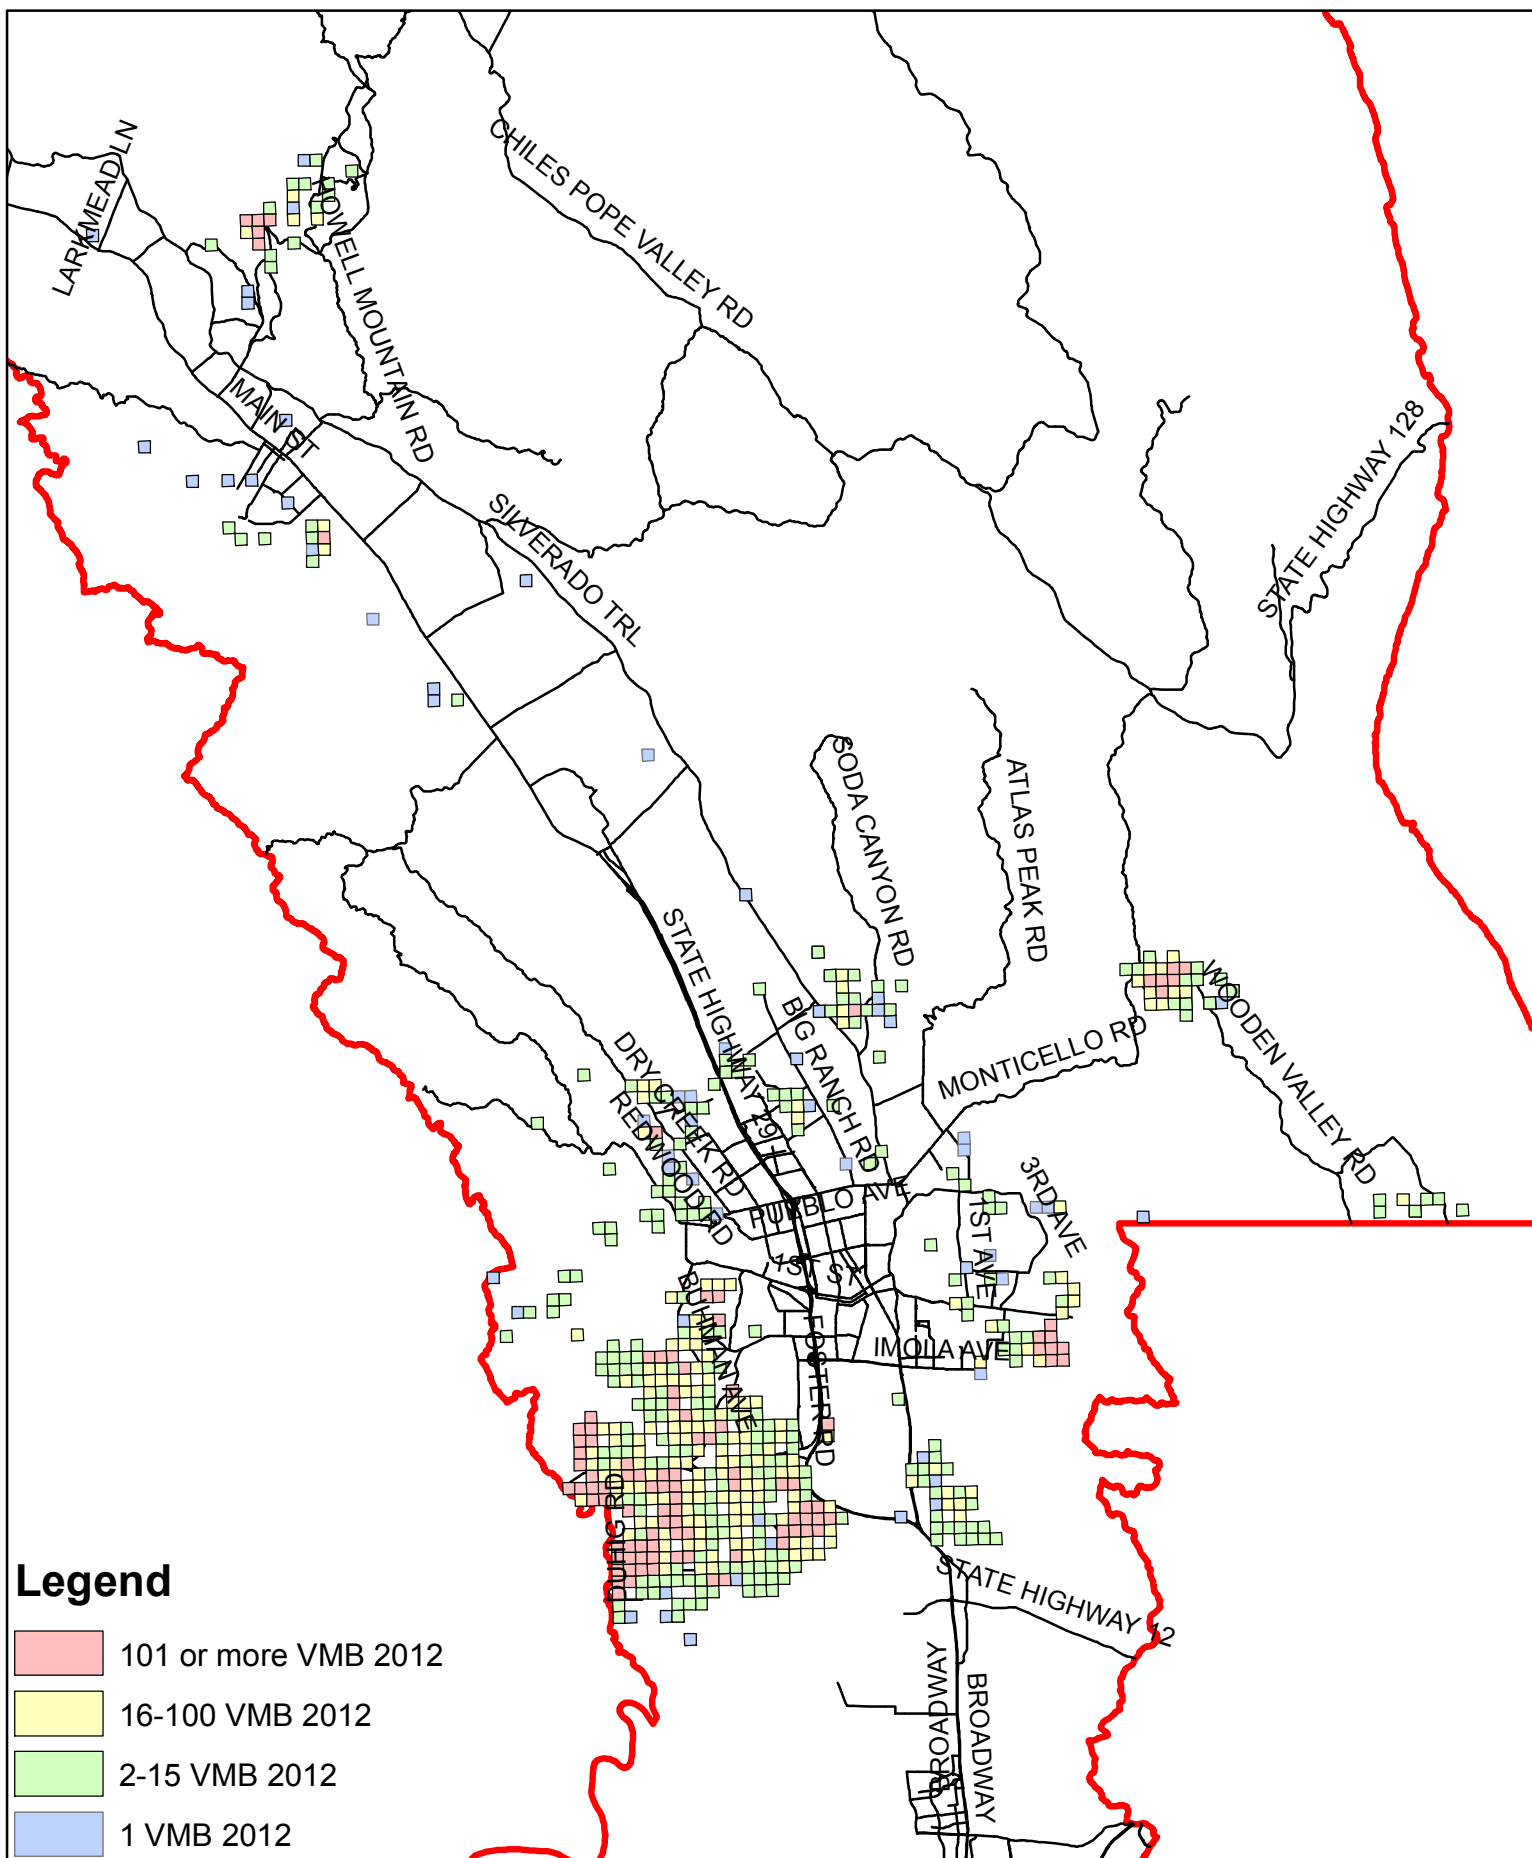 LARKMEAD LN
HOWELL MOUNTAIN RD
CHILES POPE VALLEY RD
MAIN ST
SILVERADO TRL
STATE HIGHWAY 128
SODA CANYON RD
ATLAS PEAK RD
STATE HIGHWAY 29
BIG RANCH RD
DRY CREEK RD
REDWOOD RD
MONTICELLO RD
WOODEN VALLEY RD
PUEBLO AVE
3RD AVE
1ST AVE
1ST ST
BUHMAN AVE
FOSTER RD
IMOLA AVE
DUHIG RD
STATE HIGHWAY 12
BROADWAY
BROADWAY
Legend
101 or more VMB 2012
16-100 VMB 2012
2-15 VMB 2012
1 VMB 2012